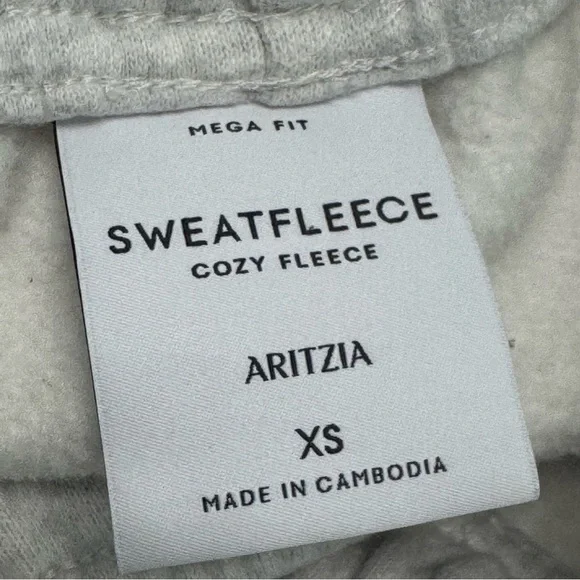 MEGA FIT
SWEATFLEECE
COZY FLEECE
ARITZIA
XS
MADE IN CAMBODIA